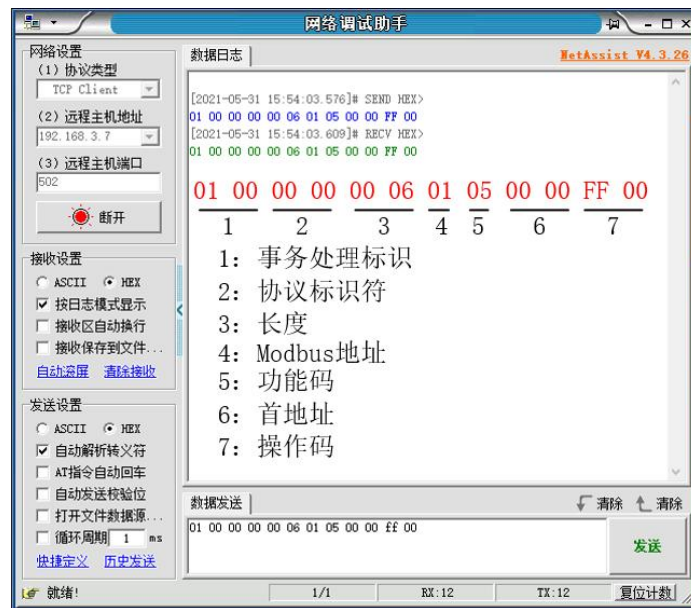 网络调试助手
网络设置
(1) 协议类型
TCP Client
(2) 远程主机地址
192.168.3.7
(3) 远程主机端口
502
断开
接收设置
ASCII HEX
按日志模式显示
接收区自动换行
接收保存到文件...
自动滚屏 清除接收
发送设置
ASCII HEX
自动解析转义符
AT指令自动回车
自动发送校验位
打开文件数据源...
循环周期 1 ms
快捷定义 历史发送
数据日志 NetAssist V4.3.26
[2021-05-31 15:54:03.576]# SEND HEX>
01 00 00 00 00 06 01 05 00 00 FF 00
[2021-05-31 15:54:03.609]# RECV HEX>
01 00 00 00 00 06 01 05 00 00 FF 00
01 00 00 00 00 06 01 05 00 00 FF 00
1 2 3 4 5 6 7
1: 事务处理标识
2: 协议标识符
3: 长度
4: Modbus地址
5: 功能码
6: 首地址
7: 操作码
数据发送 清除 清除
01 00 00 00 00 06 01 05 00 00 ff 00
发送
就绪! 1/1 RX:12 TX:12 复位计数